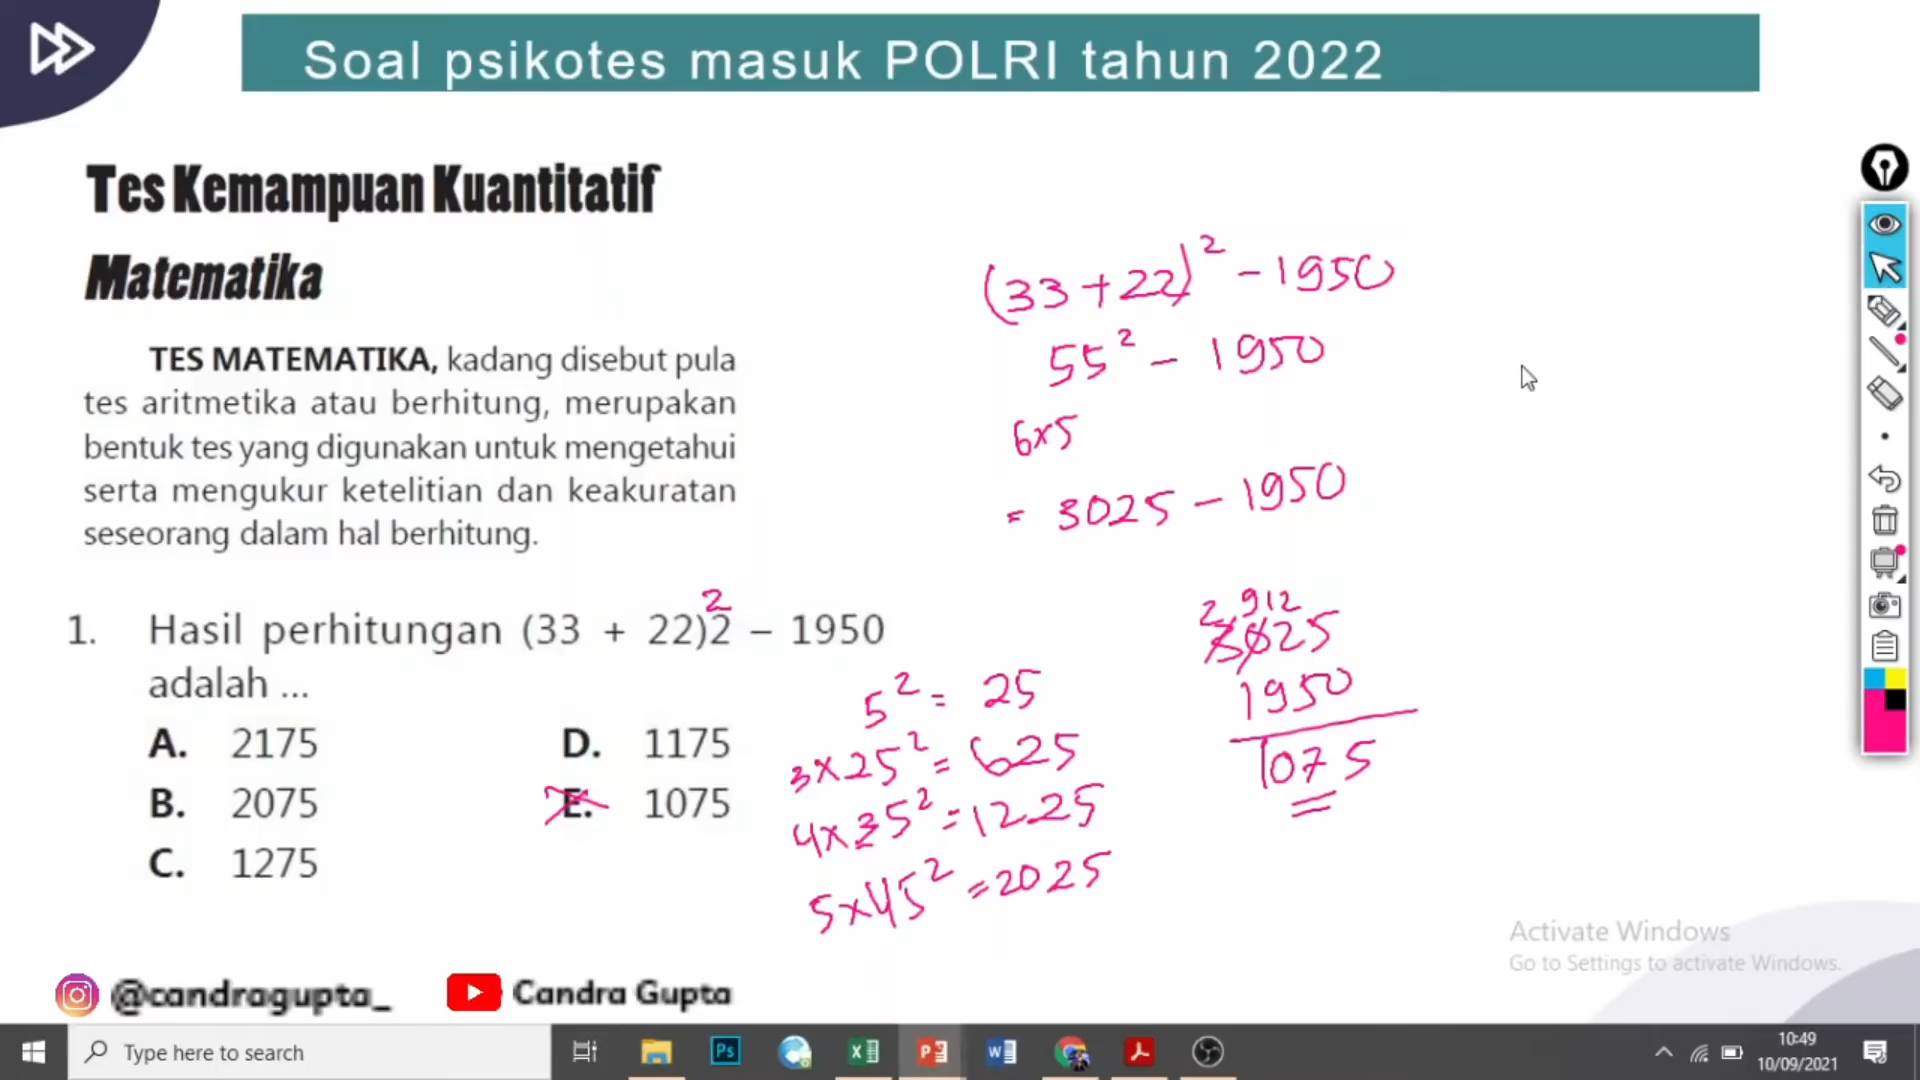 Soal psikotes masuk POLRI tahun 2022
Tes Kemampuan Kuantitatif
Matematika
TES MATEMATIKA, kadang disebut pula
tes aritmetika atau berhitung, merupakan
bentuk tes yang digunakan untuk mengetahui
serta mengukur ketelitian dan keakuratan
seseorang dalam hal berhitung.
1. Hasil perhitungan (33 + 22)2 – 1950
2
adalah ...
A. 2175
B. 2075
C. 1275
D. 1175
E. 1075
(33+22)² - 1950
55² - 1950
6x5
= 3025 - 1950
5² = 25
3x25² = 625
4x35² = 1225
5x45² = 2025
2 912
3025
1950
1075
Activate Windows
Go to Settings to activate Windows.
@candragupta_
Candra Gupta
Type here to search
Ps
10:49
10/09/2021